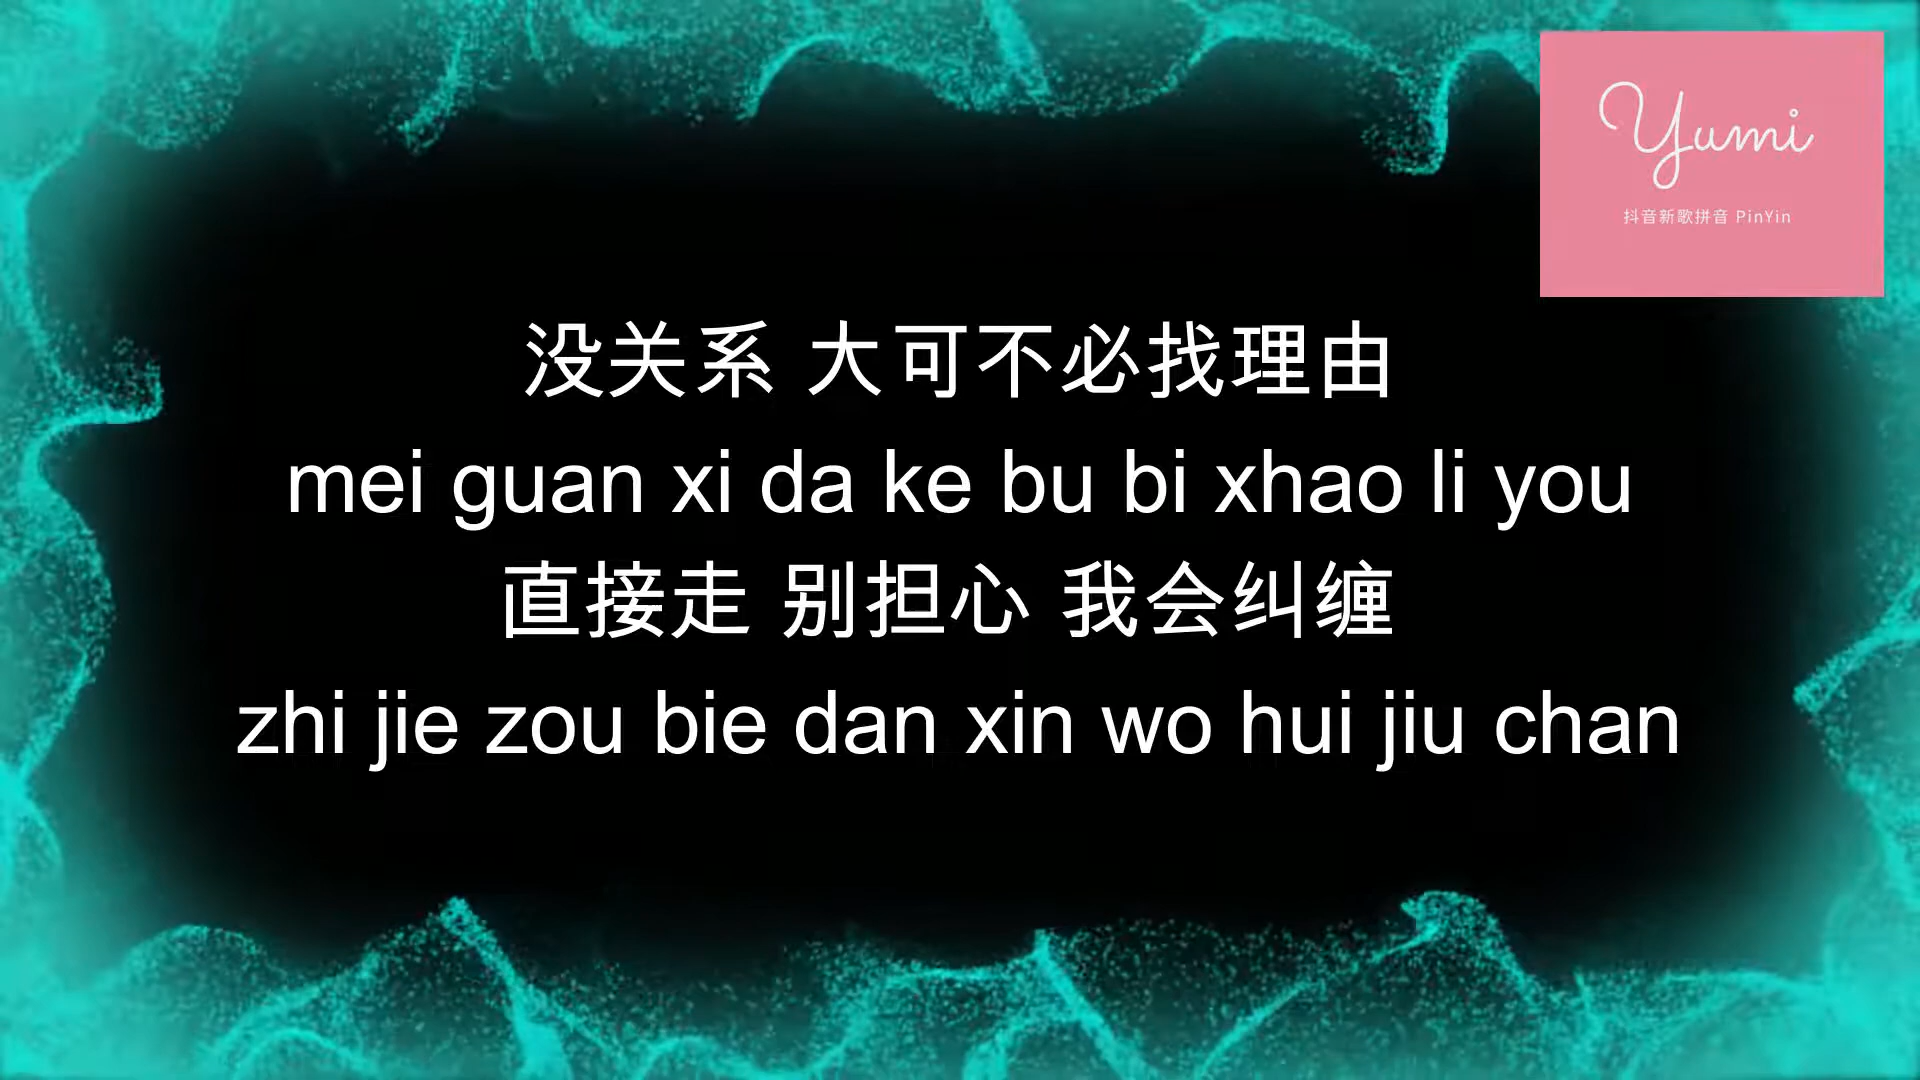 Yumi
抖音新歌拼音 PinYin
没关系 大可不必找理由
mei guan xi da ke bu bi xhao li you
直接走 别担心 我会纠缠
zhi jie zou bie dan xin wo hui jiu chan